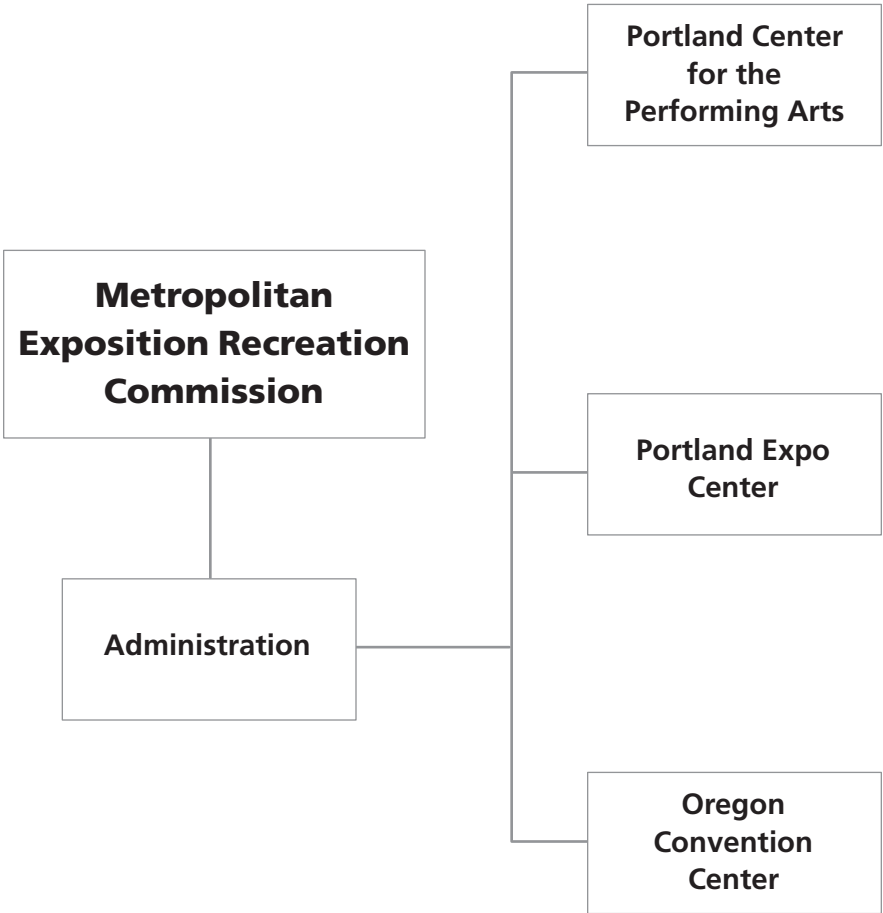 Portland Center
for the
Performing Arts
Metropolitan
Exposition Recreation
Commission
Portland Expo
Center
Administration
Oregon
Convention
Center